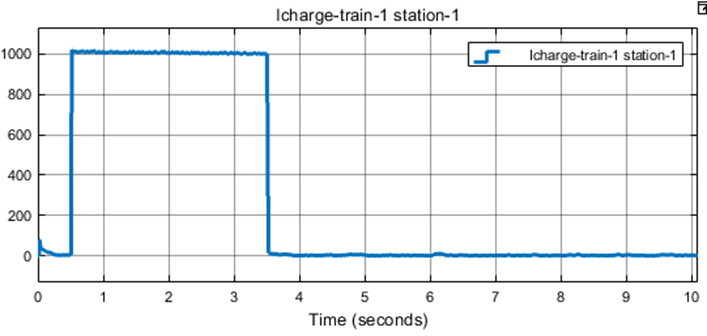 Icharge-train-1 station-1
Icharge-train-1 station-1
1000
800
600
400
200
0
0 1 2 3 4 5 6 7 8 9 10
Time (seconds)